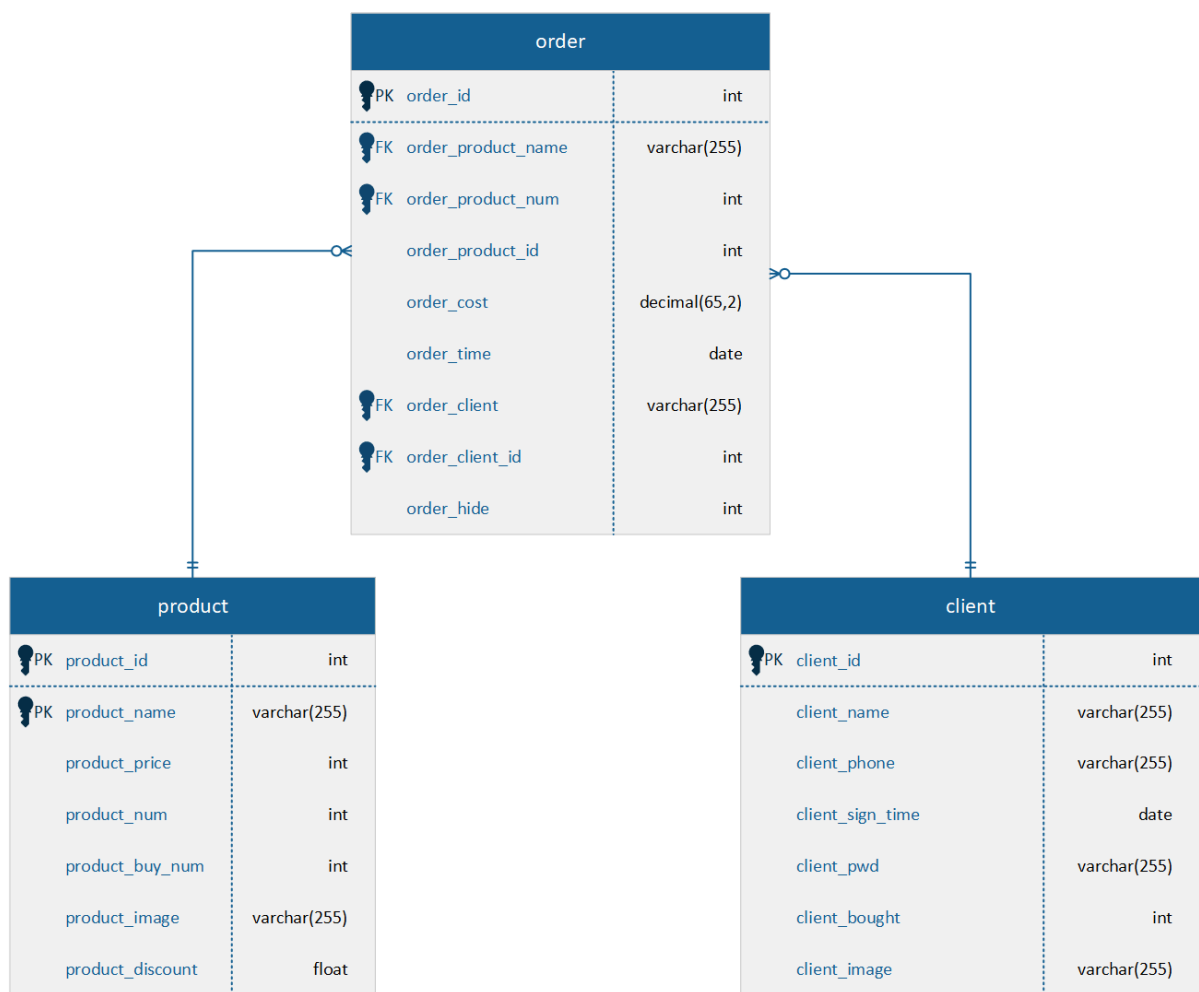 order
PK order_id int
FK order_product_name varchar(255)
FK order_product_num int
order_product_id int
order_cost decimal(65,2)
order_time date
FK order_client varchar(255)
FK order_client_id int
order_hide int
product
PK product_id int
PK product_name varchar(255)
product_price int
product_num int
product_buy_num int
product_image varchar(255)
product_discount float
client
PK client_id int
client_name varchar(255)
client_phone varchar(255)
client_sign_time date
client_pwd varchar(255)
client_bought int
client_image varchar(255)